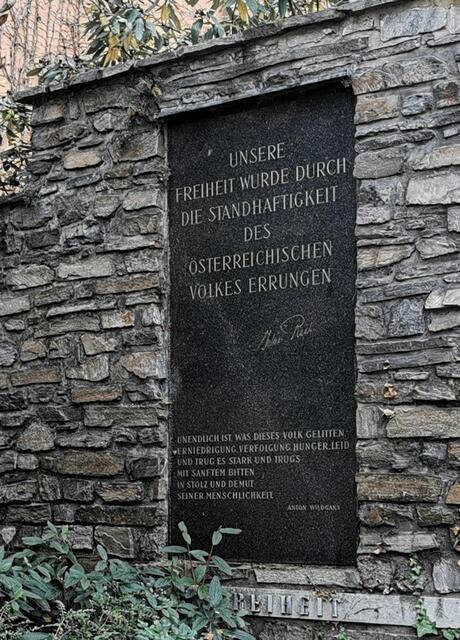 UNSERE
FREIHEIT WURDE DURCH
DIE STANDHAFTIGKEIT
DES
ÖSTERREICHISCHEN
VOLKES ERRUNGEN
UNENDLICH IST, WAS DIESES VOLK GELITTEN,
ERNIEDRIGUNG, VERFOLGUNG, HUNGER, LEID
UND TRUG ES STARK UND TRUGS
MIT SANFTEM BITTEN
IN STOLZ UND DEMUT
SEINER MENSCHLICHKEIT
ANTON WILDGANS
FREIHEIT